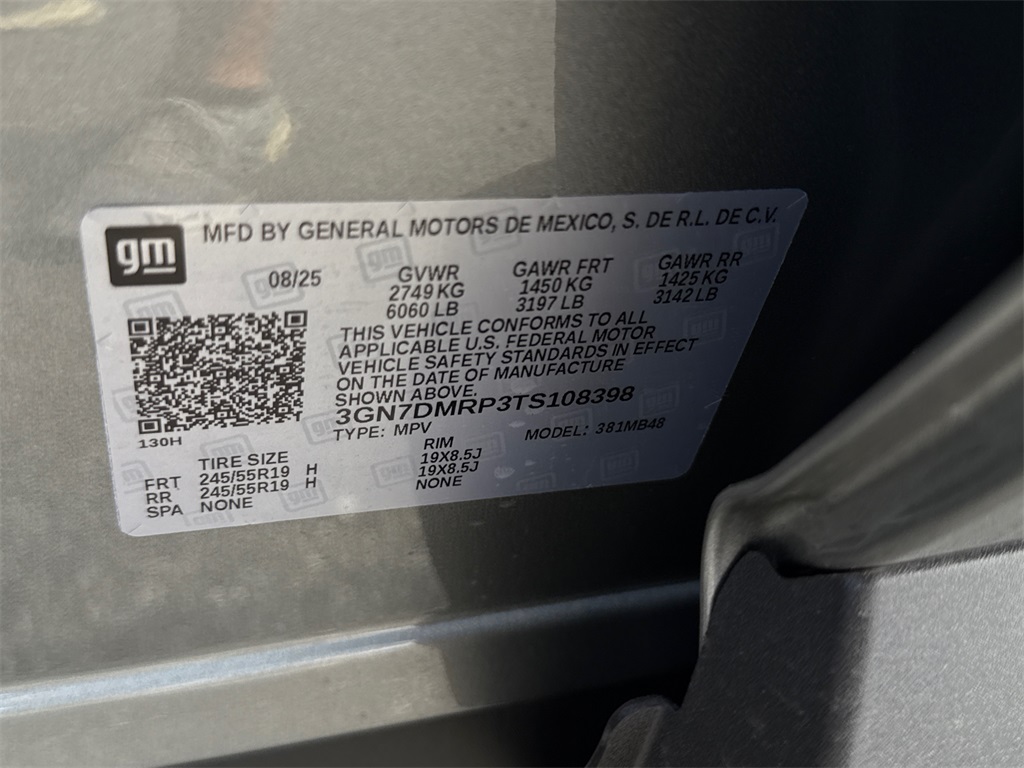 gm
MFD BY GENERAL MOTORS DE MEXICO, S. DE R.L. DE C.V.
08/25
GVWR GAWR FRT GAWR RR
2749 KG 1450 KG 1425 KG
6060 LB 3197 LB 3142 LB
THIS VEHICLE CONFORMS TO ALL
APPLICABLE U.S. FEDERAL MOTOR
VEHICLE SAFETY STANDARDS IN EFFECT
ON THE DATE OF MANUFACTURE
SHOWN ABOVE.
3GN7DMRP3TS108398
TYPE: MPV MODEL: 381MB48
130H
TIRE SIZE RIM
FRT 245/55R19 H 19X8.5J
RR 245/55R19 H 19X8.5J
SPA NONE NONE